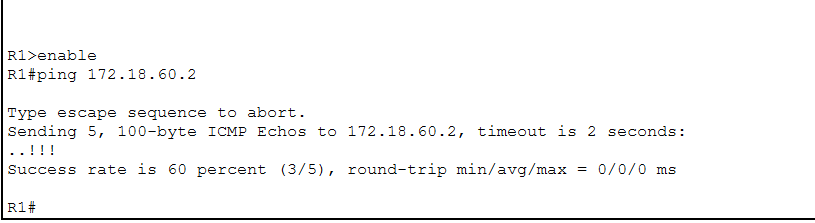 R1>enable
R1#ping 172.18.60.2
Type escape sequence to abort.
Sending 5, 100-byte ICMP Echos to 172.18.60.2, timeout is 2 seconds:
..!!!
Success rate is 60 percent (3/5), round-trip min/avg/max = 0/0/0 ms
R1#